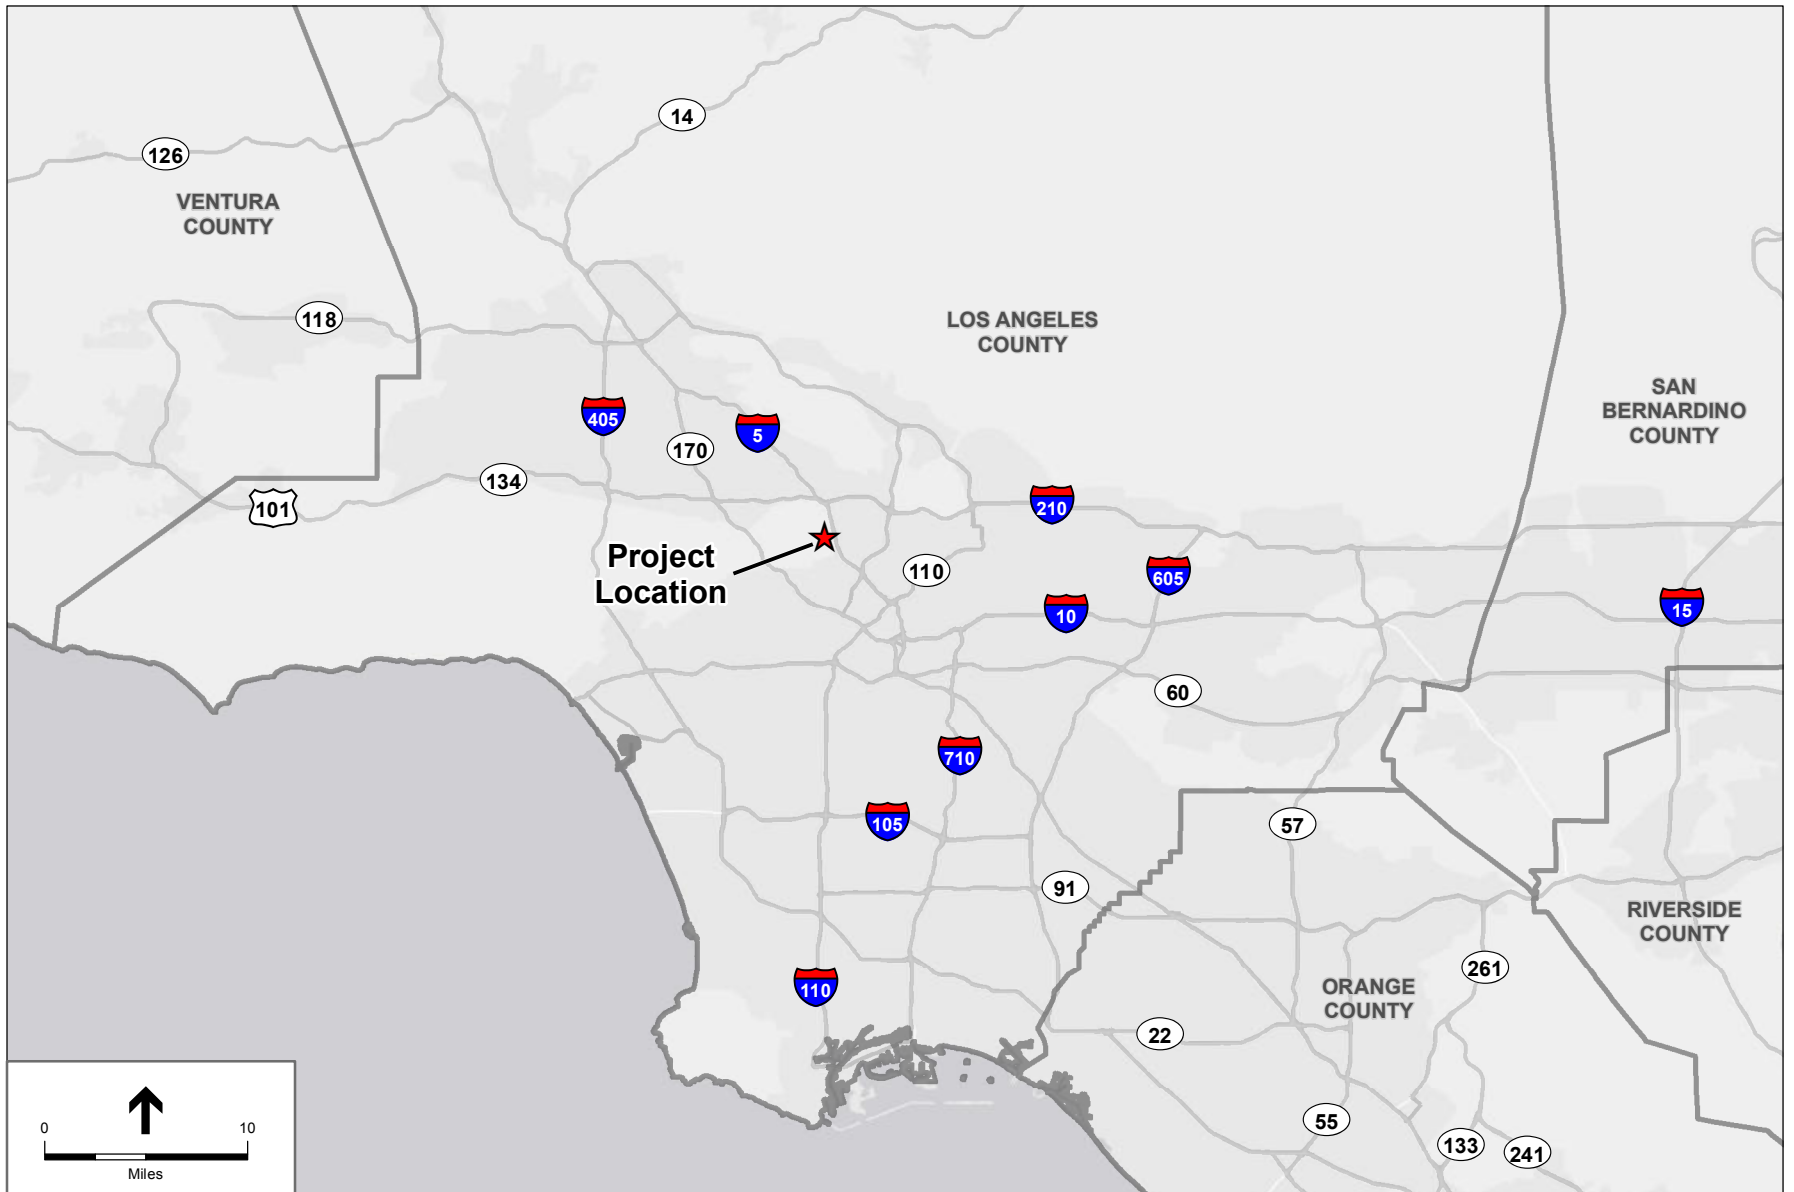 14
126
VENTURA
COUNTY
118
LOS ANGELES
COUNTY
SAN
BERNARDINO
COUNTY
405
5
170
134
101
210
Project
Location
110
605
10
15
60
710
105
57
91
RIVERSIDE
COUNTY
261
110
ORANGE
COUNTY
22
55
133
241
0
10
Miles